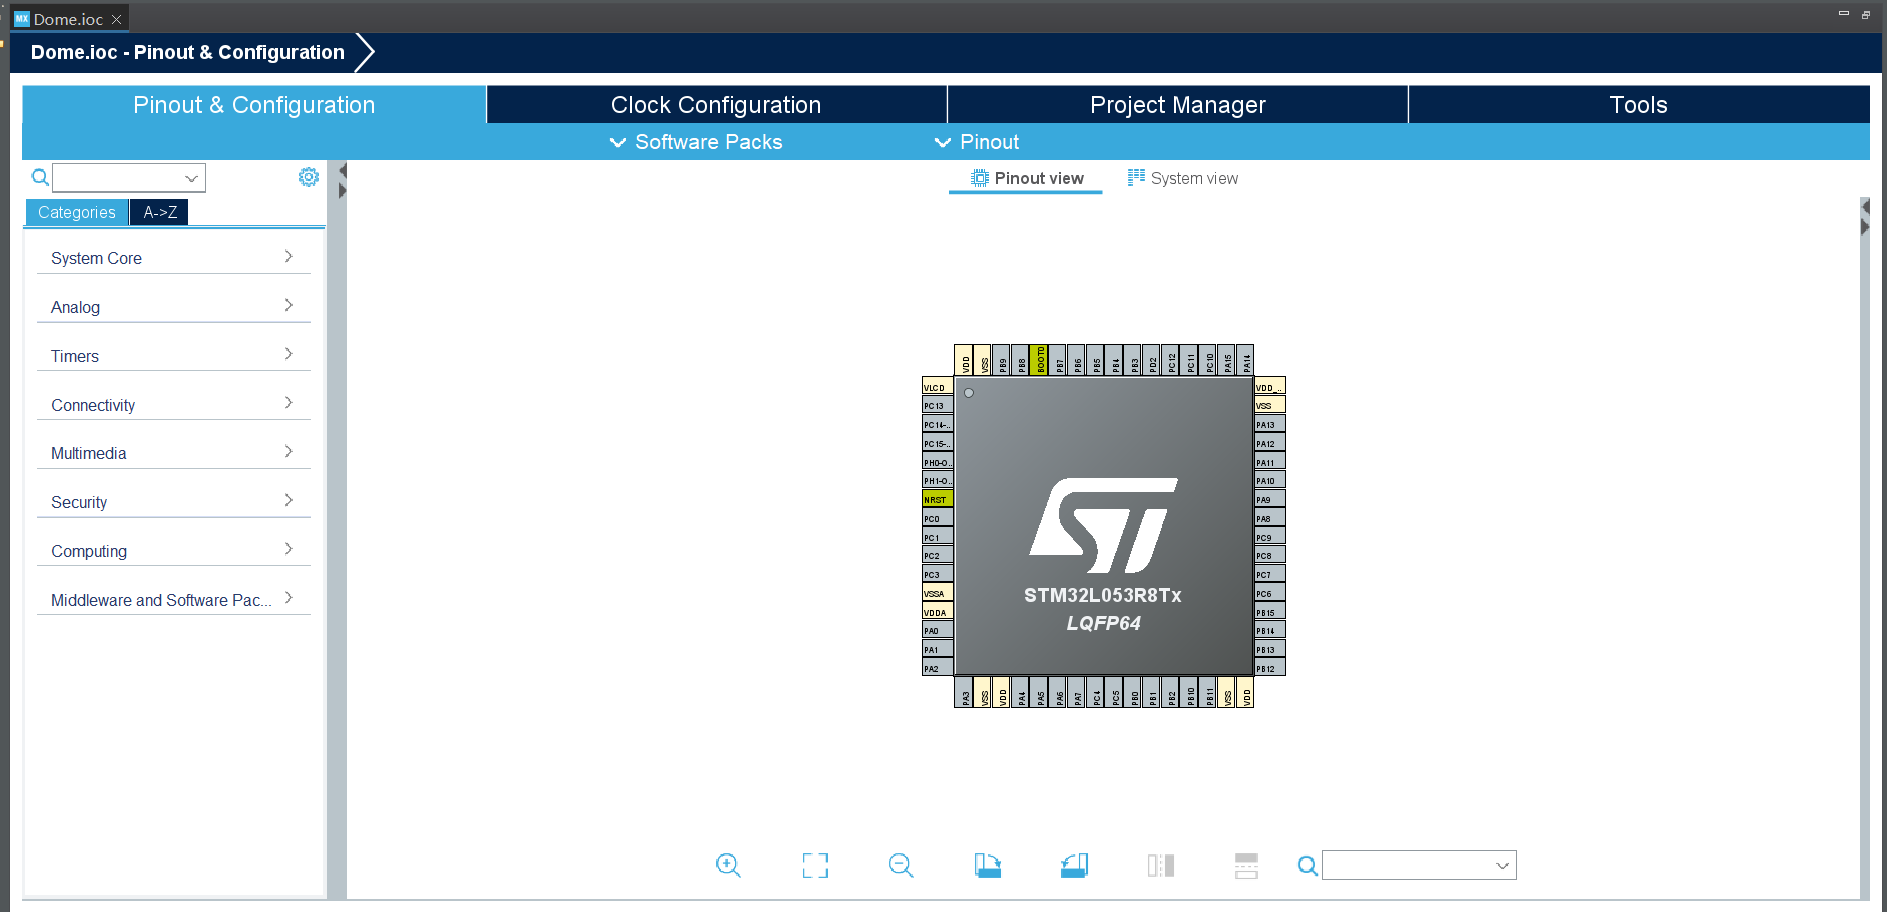 MX Dome.ioc
Dome.ioc - Pinout & Configuration
Pinout & Configuration
Clock Configuration
Project Manager
Tools
Software Packs
Pinout
Pinout view
System view
Categories
A->Z
System Core
Analog
Timers
Connectivity
Multimedia
Security
Computing
Middleware and Software Pac...
VDD
VSS
PB9
PB8
BOOT0
PB7
PB6
PB5
PB4
PB3
PD2
PC12
PC11
PC10
PA15
PA14
VLCD
PC13
PC14-..
PC15-..
PH0-O..
PH1-O..
NRST
PC0
PC1
PC2
PC3
VSSA
VDDA
PA0
PA1
PA2
VDD_..
VSS
PA13
PA12
PA11
PA10
PA9
PA8
PC9
PC8
PC7
PC6
PB15
PB14
PB13
PB12
ST
STM32L053R8Tx
LQFP64
PA3
VSS
VDD
PA4
PA5
PA6
PA7
PC4
PC5
PB0
PB1
PB2
PB10
PB11
VSS
VDD